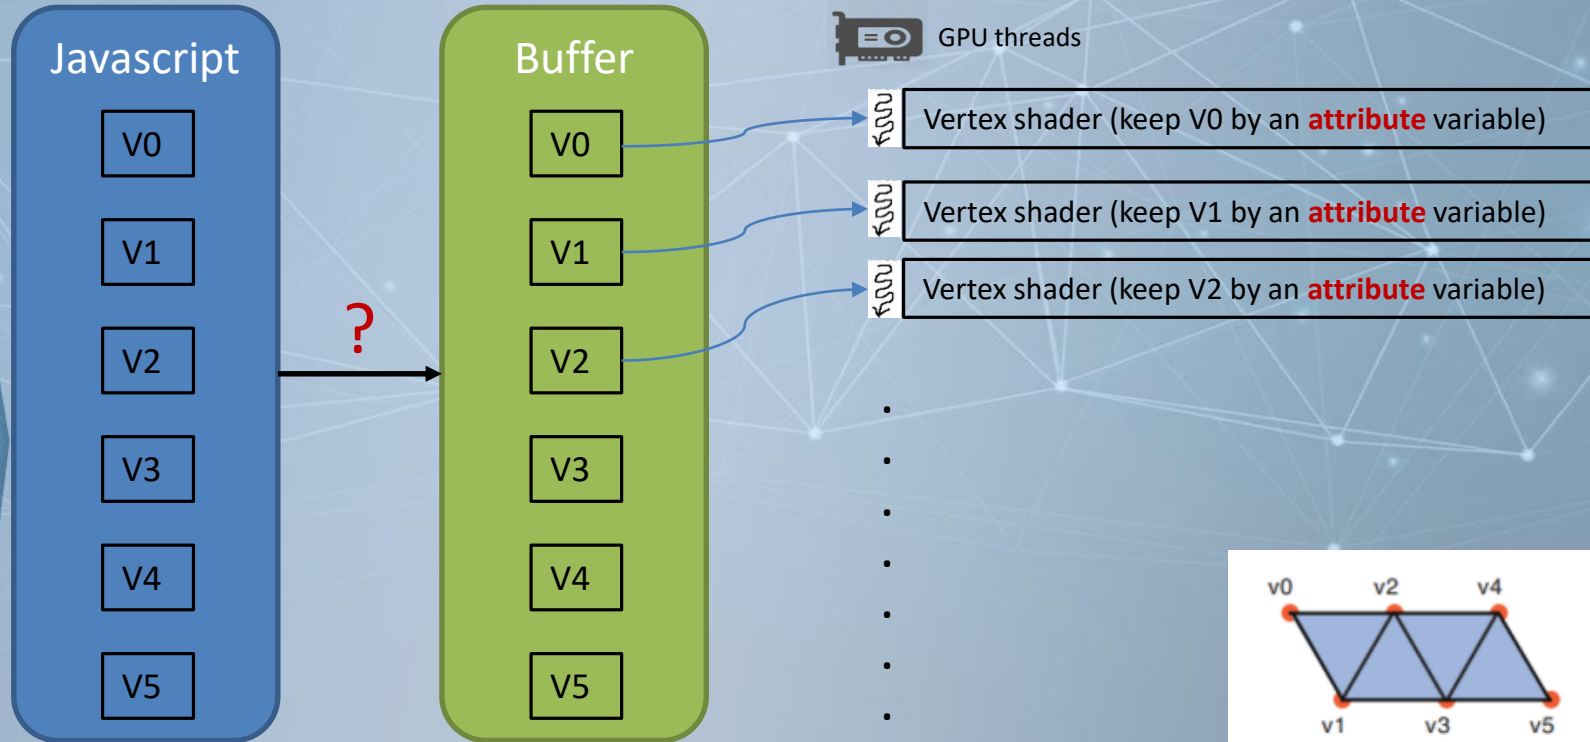 Javascript
V0
V1
V2
V3
V4
V5
?
Buffer
V0
V1
V2
V3
V4
V5
GPU threads
Vertex shader (keep V0 by an attribute variable)
Vertex shader (keep V1 by an attribute variable)
Vertex shader (keep V2 by an attribute variable)
.
.
.
.
.
.
.
v0 v2 v4
v1 v3 v5